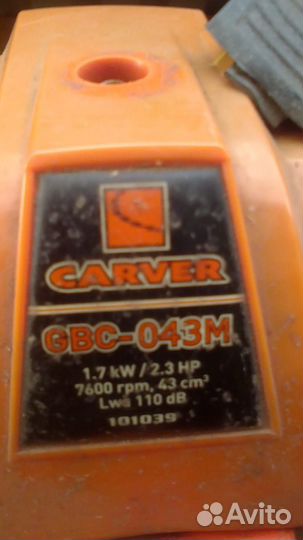 CARVER
GBC-043M
1.7 kW / 2.3 HP
7600 rpm, 43 cm³
Lwa 110 dB
101039
Avito